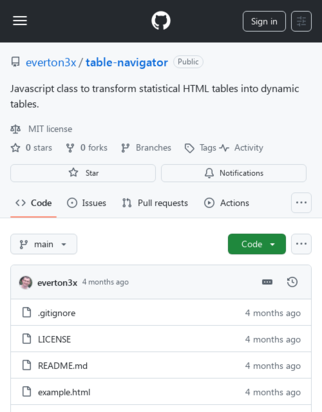 Sign in
everton3x / table-navigator Public
Javascript class to transform statistical HTML tables into dynamic
tables.
MIT license
0 stars 0 forks Branches Tags Activity
Star Notifications
Code Issues Pull requests Actions
main Code
everton3x 4 months ago
.gitignore 4 months ago
LICENSE 4 months ago
README.md 4 months ago
example.html 4 months ago